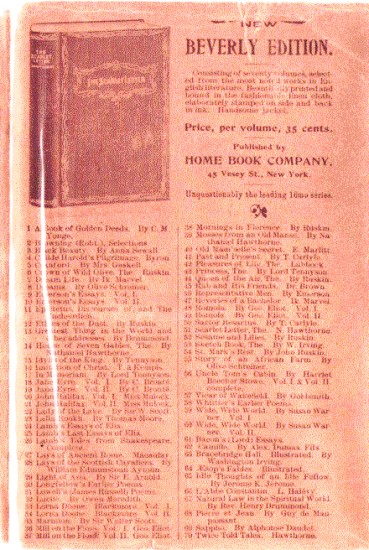 NEW
BEVERLY EDITION.
Consisting of seventy volumes, select-
ed from the most noted works in En-
glish literature. Beautifully printed and
bound in the fashionable linen cloth,
elaborately stamped on side and back
in ink. Handsome jacket.
Price, per volume, 35 cents.
Published by
HOME BOOK COMPANY,
45 Vesey St., New York.
Unquestionably the leading 12mo series.
1 A Book of Golden Deeds. By C. M.
Yonge.
2 Browning (Robt.), Selections
3 Black Beauty. By Anna Sewall
4 Childe Harold's Pilgrimage. Byron
5 Cranford. By Mrs. Gaskell
6 Crown of Wild Olive, The. Ruskin.
7 Dream Life. By Ik. Marvel.
8 Dreams. By Olive Schreiner
9 Emerson's Essays. Vol. I.
10 Emerson's Essays. Vol. II.
11 Epictetus, Discourses of, and The
12 Ethics of the Dust. By Ruskin.
13 Greatest Thing in the World and
other addresses. By Drummond.
14 House of Seven Gables, The. By
Nathaniel Hawthorne
15 Idylls of the King. By Tennyson.
16 Imitation of Christ. T. a Kempis.
17 In Memoriam. By Lord Tennyson
18 Jane Eyre. Vol. I. By C. Bronte.
19 Jane Eyre. Vol. II. By C. Bronte
20 John Halifax. Vol. I. Miss Mulock
21 John Halifax. Vol. II. Miss Mulock
22 Lady of the Lake. By Sir W. Scott
23 Lalla Rookh. By Thomas Moore.
24 Lamb's Essays of Elia.
25 Lamb's Last Essays of Elia.
26 Lamb's Tales from Shakespeare,
complete.
27 Lays of Ancient Rome. Macaulay
28 Lays of the Scottish Cavaliers. By
William Edmonstoun Aytoun.
29 Light of Asia. By Sir E. Arnold.
30 Longfellow's Earlier Poems
31 Lowell's (James Russell) Poems.
32 Lucile. By Owen Meredith.
33 Lorna Doone. Blackmore. Vol. I.
34 Lorna Doone. Blackmore. Vol. II.
35 Marmion. By Sir Walter Scott.
36 Mill on the Floss. Vol. I. Geo. Eliot.
37 Mill on the Floss. Vol. II. Geo. Eliot.
38 Mornings in Florence. By Ruskin.
39 Mosses from an Old Manse. By Na-
thaniel Hawthorne.
40 Old Mam'selle's Secret. E. Marlitt
41 Past and Present. By T. Carlyle.
42 Pleasures of Life, The. Lubbock
43 Princess, The. By Lord Tennyson
44 Queen of the Air, The. By Ruskin.
45 Rab and His Friends. Dr. Brown
46 Representative Men. By Emerson
47 Reveries of a Bachelor. Ik. Marvel
48 Romola. By Geo. Eliot. Vol. I.
49 Romola. By Geo. Eliot. Vol. II.
50 Sartor Resartus. By T. Carlyle.
51 Scarlet Letter, The. N. Hawthorne.
52 Sesame and Lilies. By Ruskin.
53 Sketch Book, The. By W. Irving.
54 St. Mark's Rest. By John Ruskin.
55 Story of an African Farm. By
Olive Schreiner
56 Uncle Tom's Cabin. By Harriet
Beecher Stowe. Vol. I. & Vol. II.
complete.
57 Vicar of Wakefield. By Goldsmith.
58 Whittier's Earlier Poems.
59 Wide, Wide World. By Susan War-
ner. Vol. I.
60 Wide, Wide World. By Susan War-
ner. Vol. II.
61 Bacon's (Lord) Essays.
62 Camille. By Alex. Dumas Fils
63 Bracebridge Hall. Illustrated. By
Washington Irving.
64 Æsop's Fables. Illustrated.
65 Idle Thoughts of an Idle Fellow.
By Jerome K. Jerome.
66 L'Abbe Constantin. L. Halévy.
67 Natural Law in the Spiritual World.
By Rev. Henry Drummond.
68 Pierre et Jean. By Guy de Mau-
passant.
69 Sappho. By Alphonse Daudet.
70 Twice Told Tales. Hawthorne.